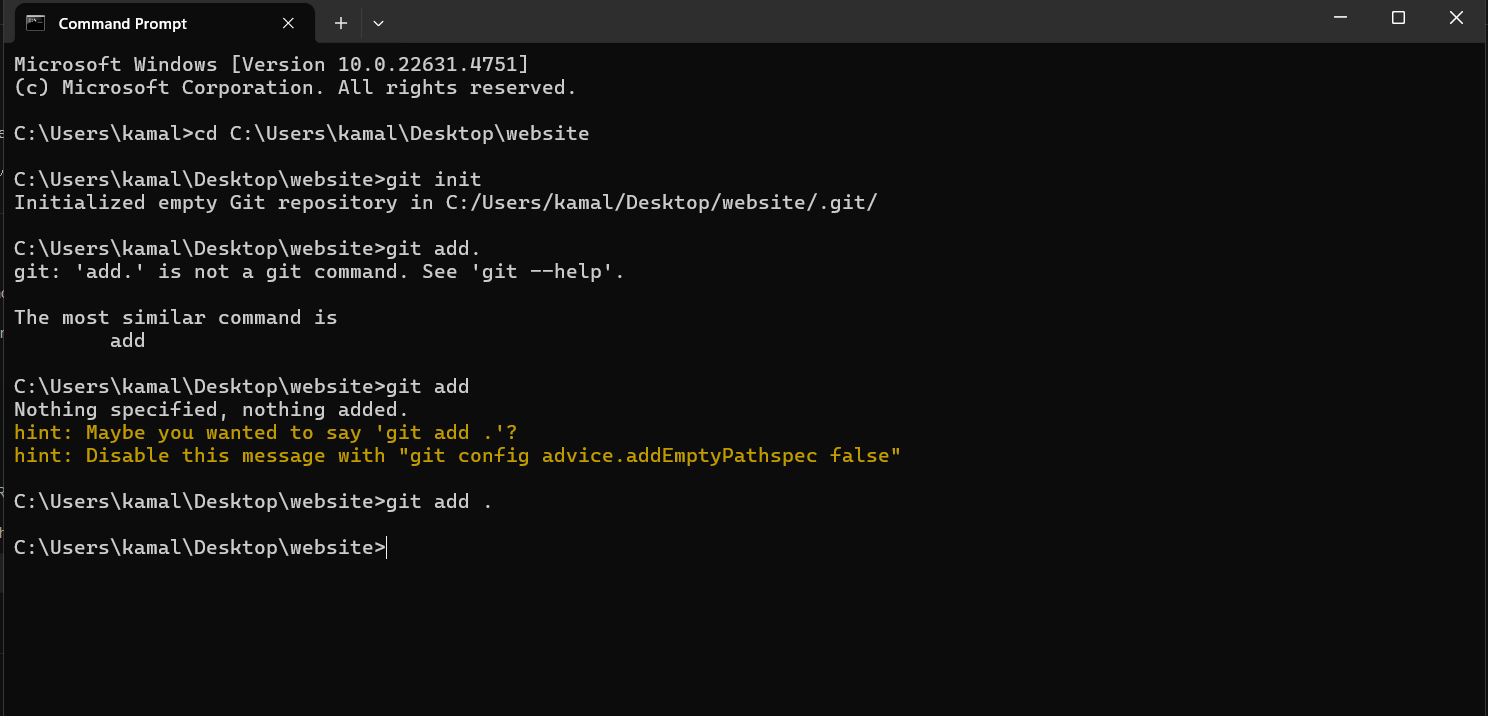 Command Prompt
Microsoft Windows [Version 10.0.22631.4751]
(c) Microsoft Corporation. All rights reserved.
C:\Users\kamal>cd C:\Users\kamal\Desktop\website
C:\Users\kamal\Desktop\website>git init
Initialized empty Git repository in C:/Users/kamal/Desktop/website/.git/
C:\Users\kamal\Desktop\website>git add.
git: 'add.' is not a git command. See 'git --help'.
The most similar command is
        add
C:\Users\kamal\Desktop\website>git add
Nothing specified, nothing added.
hint: Maybe you wanted to say 'git add .'?
hint: Disable this message with "git config advice.addEmptyPathspec false"
C:\Users\kamal\Desktop\website>git add .
C:\Users\kamal\Desktop\website>